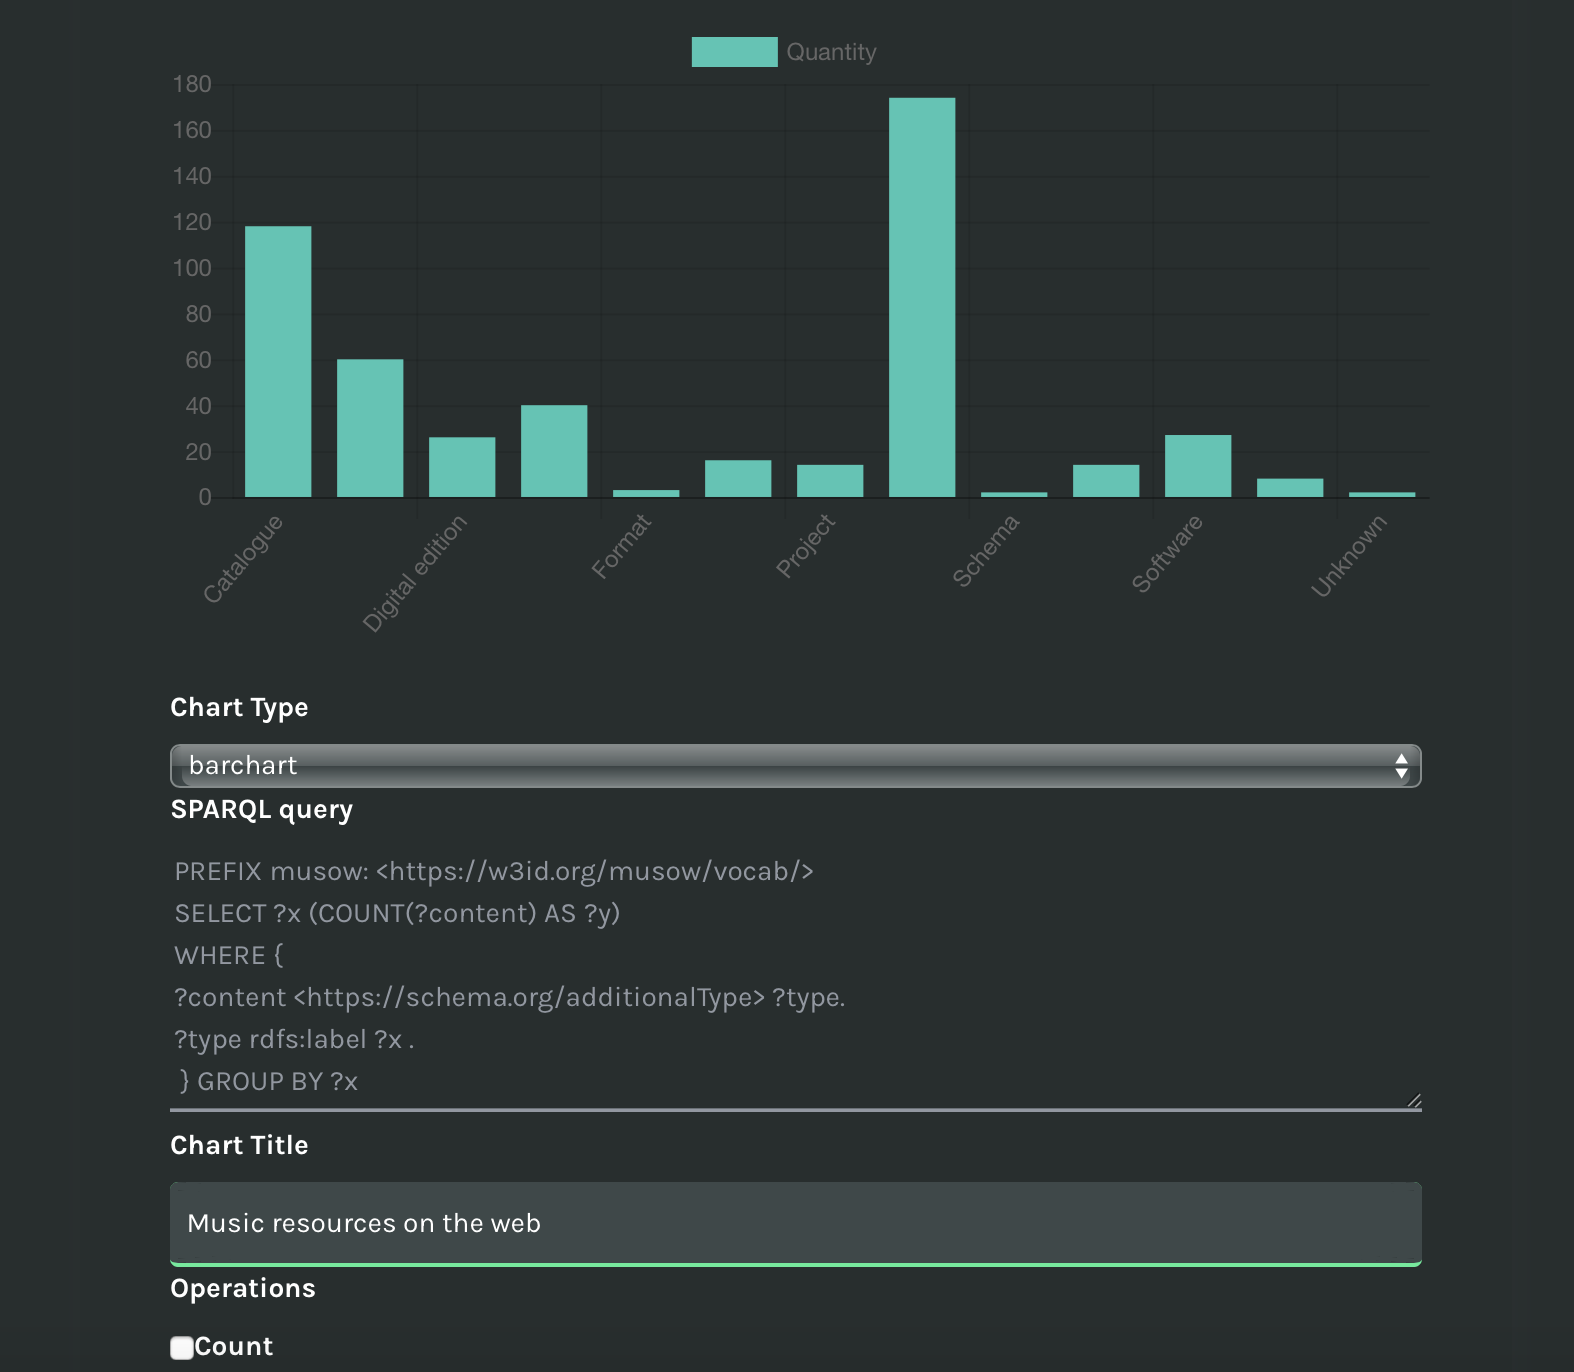 Quantity
180
160
140
120
100
80
60
40
20
0
Catalogue
Digital edition
Format
Project
Schema
Software
Unknown
Chart Type
barchart
SPARQL query
PREFIX musow: <https://w3id.org/musow/vocab/>
SELECT ?x (COUNT(?content) AS ?y)
WHERE {
?content <https://schema.org/additionalType> ?type.
?type rdfs:label ?x .
} GROUP BY ?x
Chart Title
Music resources on the web
Operations
Count